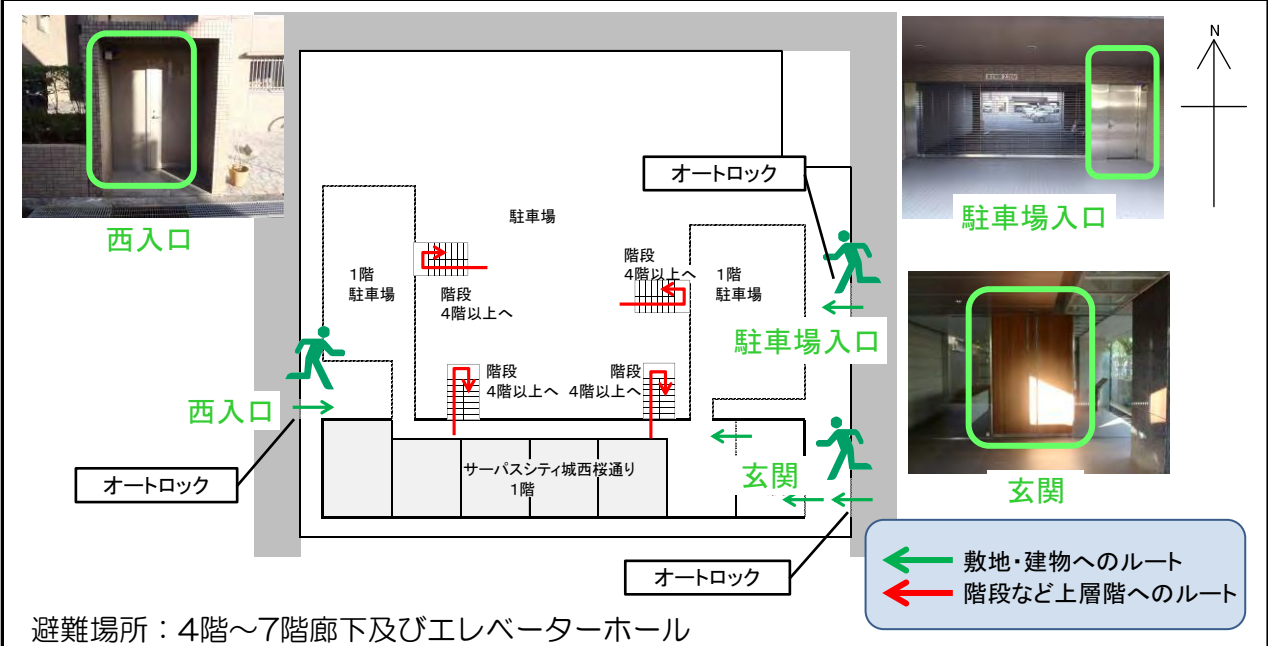 N
オートロック
駐車場
西入口
駐車場入口
階段
4階以上へ
1階
駐車場
1階
駐車場
階段
4階以上へ
駐車場入口
階段
4階以上へ
階段
4階以上へ
西入口
オートロック
サーパスシティ城西桜通り
1階
玄関
玄関
オートロック
敷地・建物へのルート
階段など上層階へのルート
避難場所：4階～7階廊下及びエレベーターホール